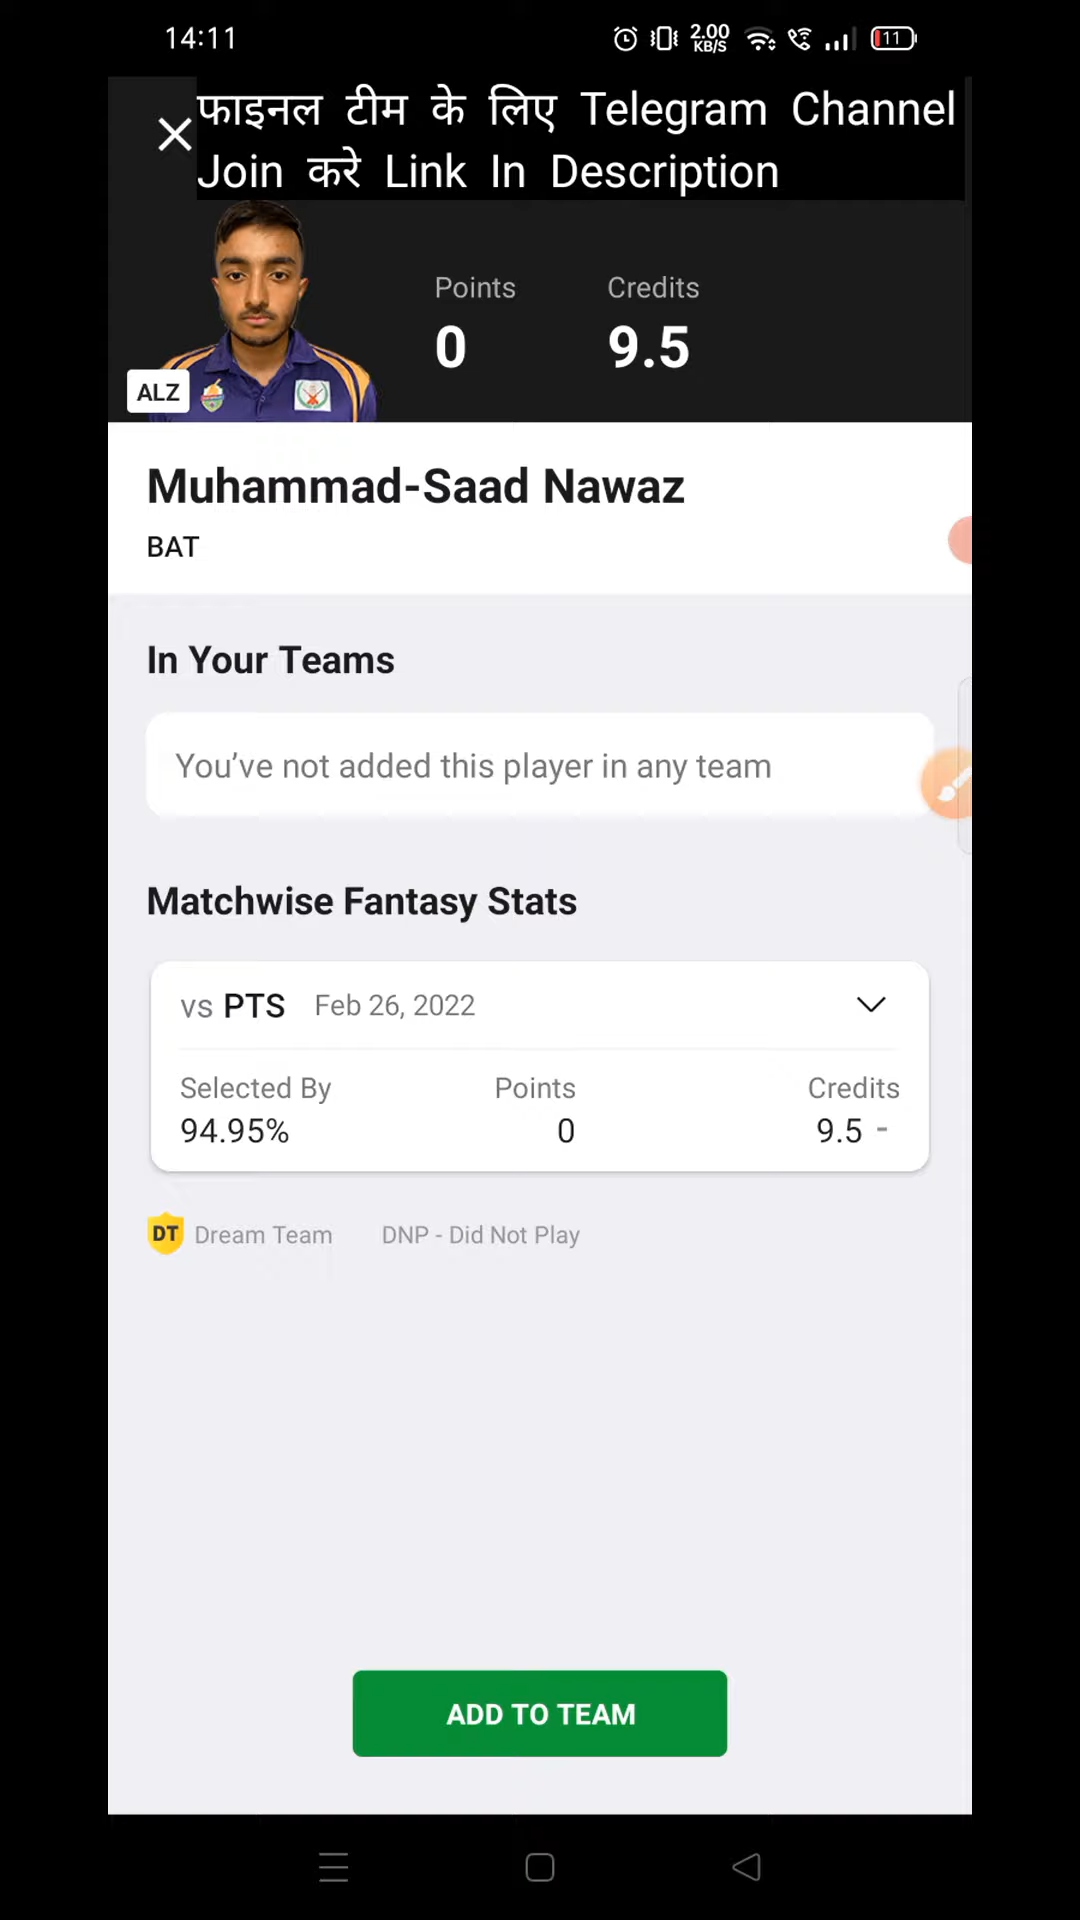 14:11
2.00 KB/S
11
फाइनल टीम के लिए Telegram Channel
Join करे Link In Description
Points
Credits
0
9.5
ALZ
Muhammad-Saad Nawaz
BAT
In Your Teams
You’ve not added this player in any team
Matchwise Fantasy Stats
vs PTS Feb 26, 2022
Selected By Points Credits
94.95% 0 9.5 -
DT Dream Team DNP - Did Not Play
ADD TO TEAM